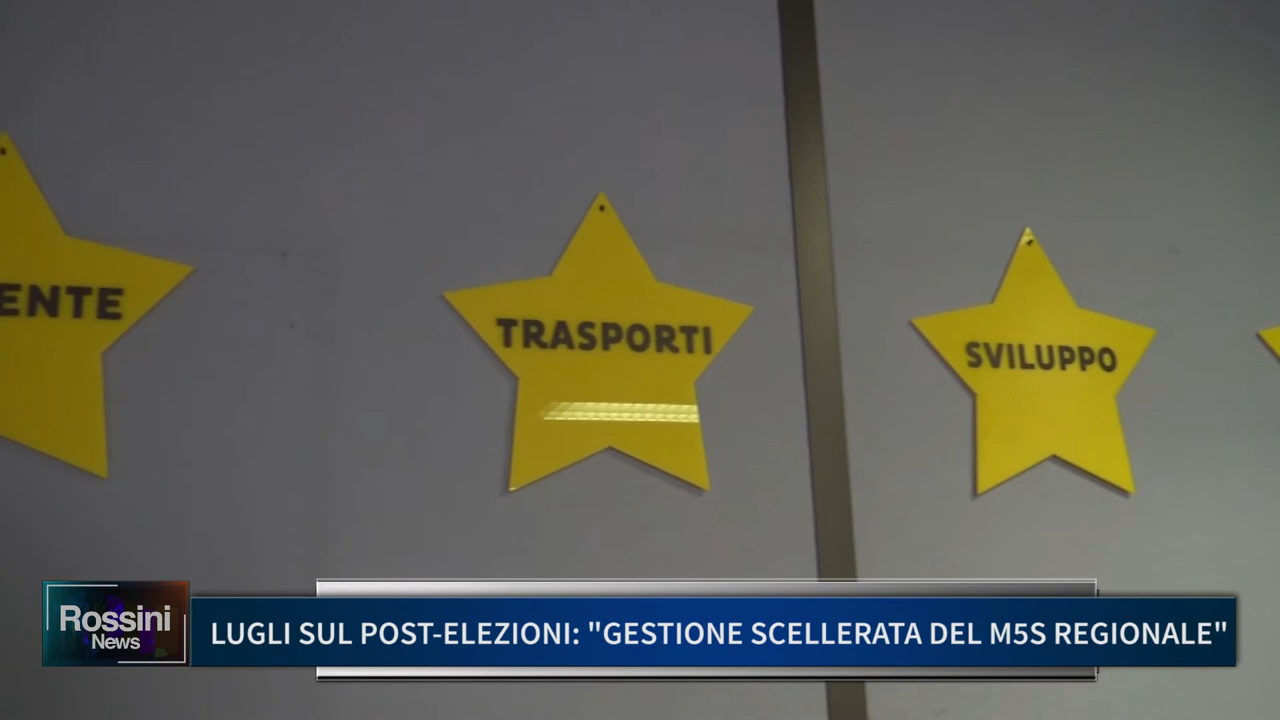 ENTE
TRASPORTI
SVILUPPO
Rossini
News
LUGLI SUL POST-ELEZIONI: "GESTIONE SCELLERATA DEL M5S REGIONALE"